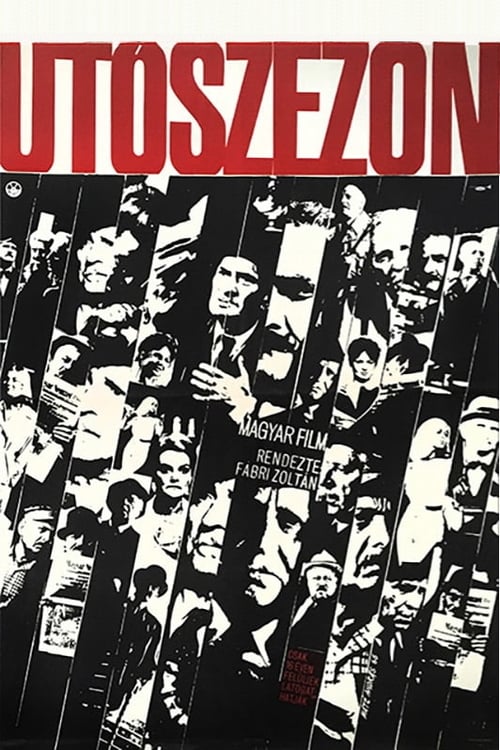 UTÓSZEZON
MAGYAR FILM
RENDEZTE
FÁBRI ZOLTÁN
CSAK
16 ÉVEN
FELÜLIEK
LÁTOGAT-
HATJÁK